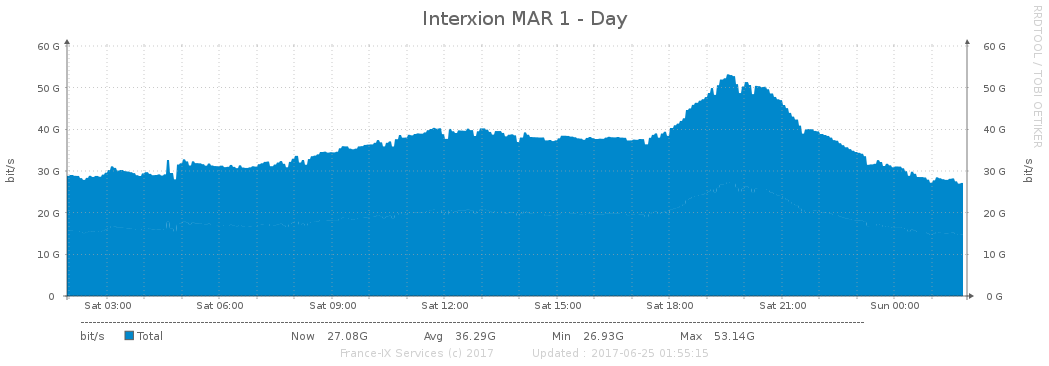 Interxion MAR 1 - Day
RRDTOOL / TOBI OETIKER
60 G 60 G
50 G 50 G
40 G 40 G
30 G 30 G
20 G 20 G
10 G 10 G
0 0 G
bit/s bit/s
Sat 03:00 Sat 06:00 Sat 09:00 Sat 12:00 Sat 15:00 Sat 18:00 Sat 21:00 Sun 00:00
bit/s Total Now 27.08G Avg 36.29G Min 26.93G Max 53.14G
France-IX Services (c) 2017 Updated : 2017-06-25 01:55:15